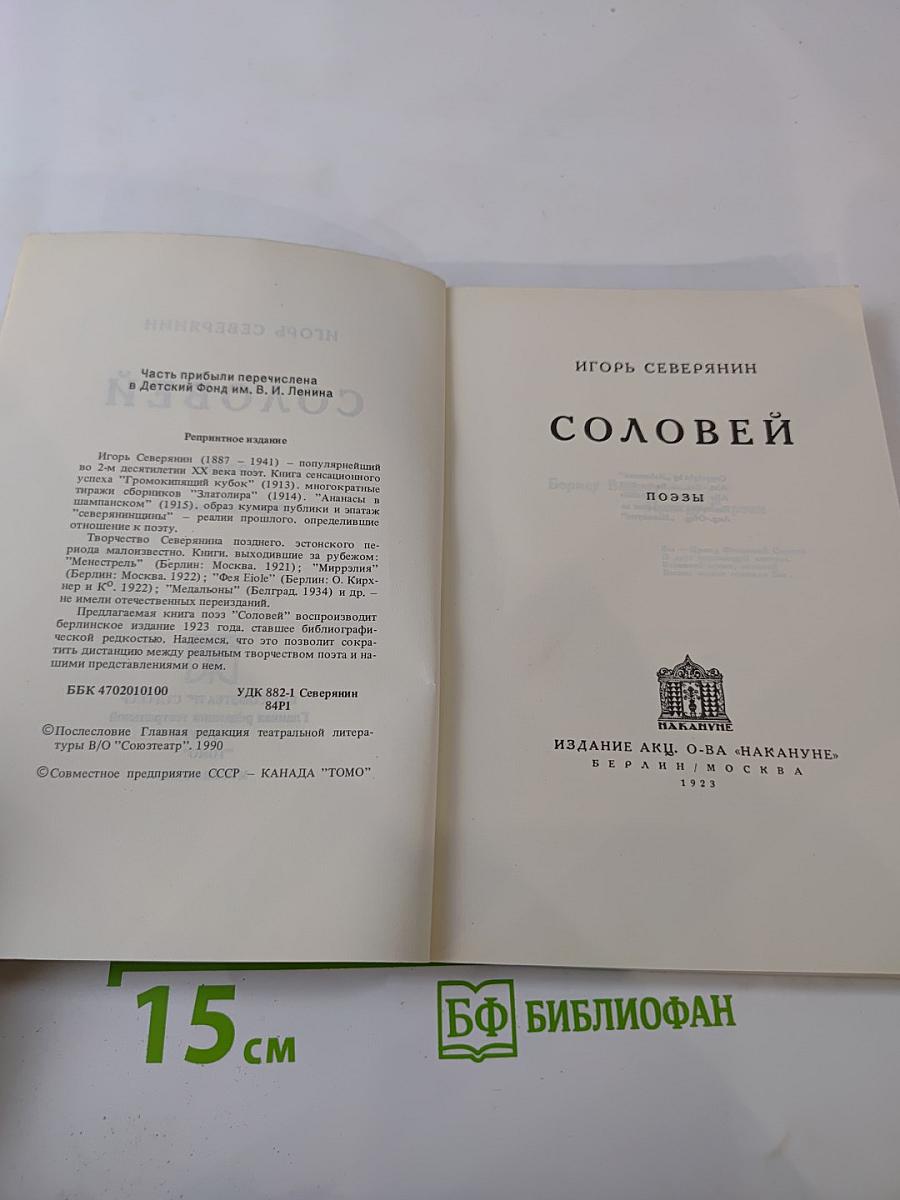 Часть прибыли перечислена
в Детский Фонд им. В. И. Ленина
Репринтное издание
Игорь Северянин (1887 – 1941) – популярнейший
во 2-м десятилетии XX века поэт. Книга сенсационного
успеха "Громокипящий кубок" (1913), многократные
тиражи сборников "Златолира" (1914), "Ананасы в
шампанском" (1915), образ кумира публики и эпатаж
"северянинщины" – реалии прошлого, определившие
отношение к поэту.
Творчество Северянина позднего, эстонского пе-
риода малоизвестно. Книги, выходившие за рубежом:
"Менестрель" (Берлин: Москва, 1921); "Миррэлия"
(Берлин: Москва, 1922); "Фея Eiole" (Берлин: О. Кирх-
нер и К⁰, 1922); "Медальоны" (Белград, 1934) и др. –
не имели отечественных переизданий.
Предлагаемая книга поэз "Соловей" воспроизводит
берлинское издание 1923 года, ставшее библиографи-
ческой редкостью. Надеемся, что это позволит сокра-
тить дистанцию между реальным творчеством поэта и на-
шими представлениями о нем.
ББК 4702010100 УДК 882-1 Северянин
84Р1
©Послесловие Главная редакция театральной литера-
туры В/О "Союзтеатр", 1990
©Совместное предприятие СССР – КАНАДА "ТОМО"
ИГОРЬ СЕВЕРЯНИН
СОЛОВЕЙ
ПОЭЗЫ
НАКАНУНЕ
ИЗДАНИЕ АКЦ. О-ВА «НАКАНУНЕ»
БЕРЛИН/МОСКВА
1923
15 см
БФ БИБЛИОФАН